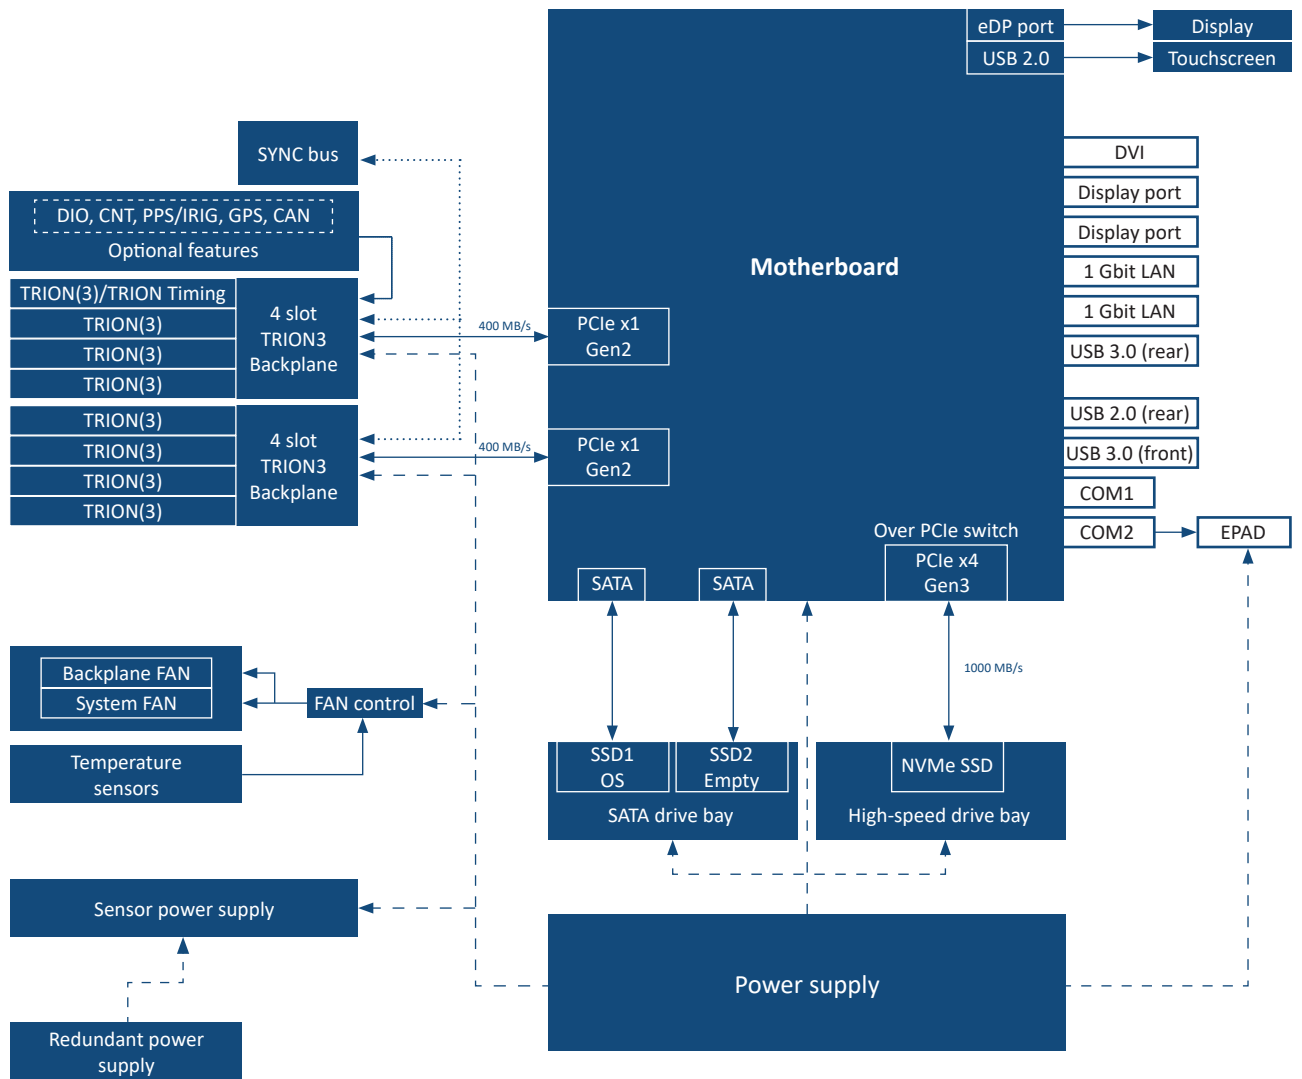 eDP port
USB 2.0
Display
Touchscreen
SYNC bus
DIO, CNT, PPS/IRIG, GPS, CAN
Optional features
TRION(3)/TRION Timing
TRION(3)
TRION(3)
TRION(3)
4 slot
TRION3
Backplane
TRION(3)
TRION(3)
TRION(3)
TRION(3)
4 slot
TRION3
Backplane
400 MB/s
400 MB/s
PCIe x1
Gen2
PCIe x1
Gen2
Motherboard
DVI
Display port
Display port
1 Gbit LAN
1 Gbit LAN
USB 3.0 (rear)
USB 2.0 (rear)
USB 3.0 (front)
COM1
COM2
EPAD
Over PCIe switch
PCIe x4
Gen3
SATA
SATA
1000 MB/s
Backplane FAN
System FAN
FAN control
Temperature
sensors
SSD1
OS
SSD2
Empty
SATA drive bay
NVMe SSD
High-speed drive bay
Sensor power supply
Power supply
Redundant power
supply